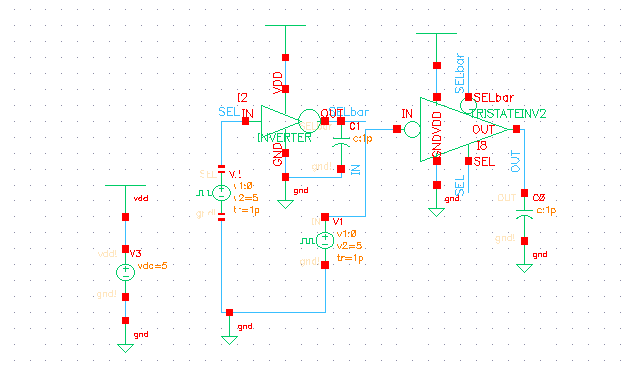 SEL
I2
IN
VDD
OUT
SELbar
INVERTER
GND
C1
c:1p
gnd!
IN
gnd
SELbar
IN
VDD
GND
SELbar
TRISTATEINV2
OUT
I8
SEL
SEL
OUT
gnd
OUT
C0
c:1p
gnd!
gnd
v1:0
v2=5
tr=1p
gnd!
V1
v1:0
v2=5
tr=1p
gnd!
gnd
vdd
vdd!
V3
vdc=5
gnd!
gnd